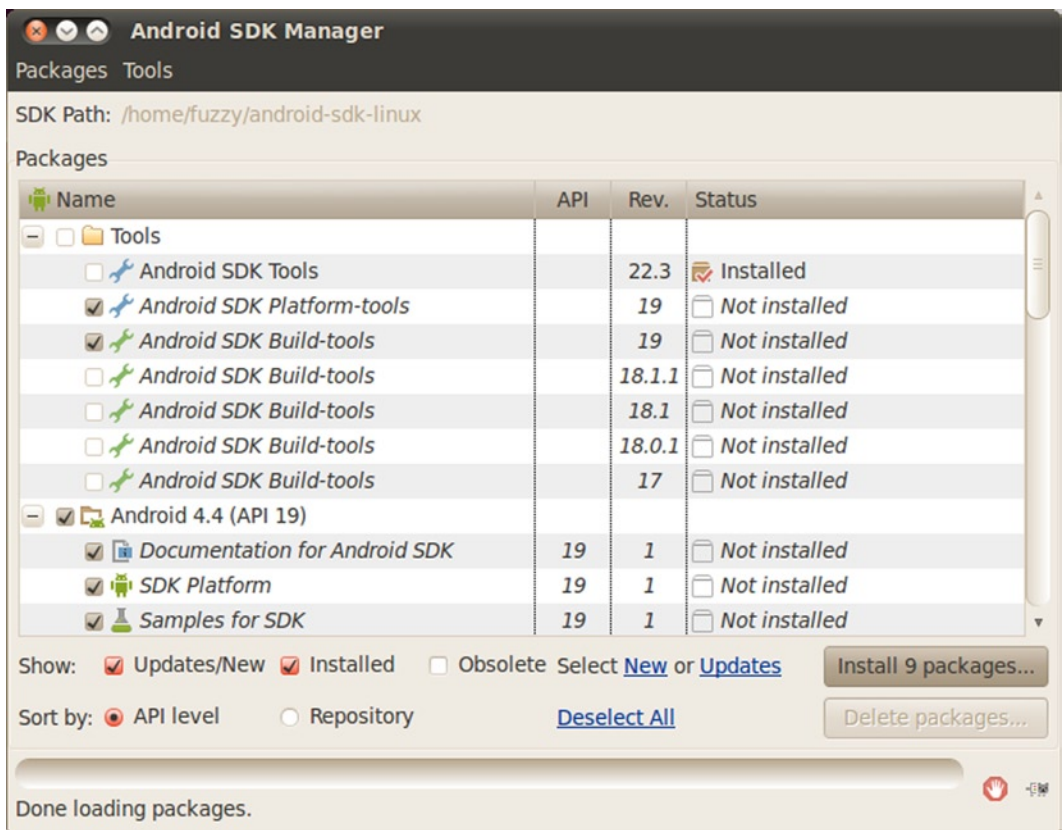 Android SDK Manager
Packages Tools
SDK Path: /home/fuzzy/android-sdk-linux
Packages
Name API Rev. Status
Tools
Android SDK Tools 22.3 Installed
Android SDK Platform-tools 19 Not installed
Android SDK Build-tools 19 Not installed
Android SDK Build-tools 18.1.1 Not installed
Android SDK Build-tools 18.1 Not installed
Android SDK Build-tools 18.0.1 Not installed
Android SDK Build-tools 17 Not installed
Android 4.4 (API 19)
Documentation for Android SDK 19 1 Not installed
SDK Platform 19 1 Not installed
Samples for SDK 19 1 Not installed
Show: Updates/New Installed Obsolete Select New or Updates Install 9 packages...
Sort by: API level Repository Deselect All Delete packages...
Done loading packages.